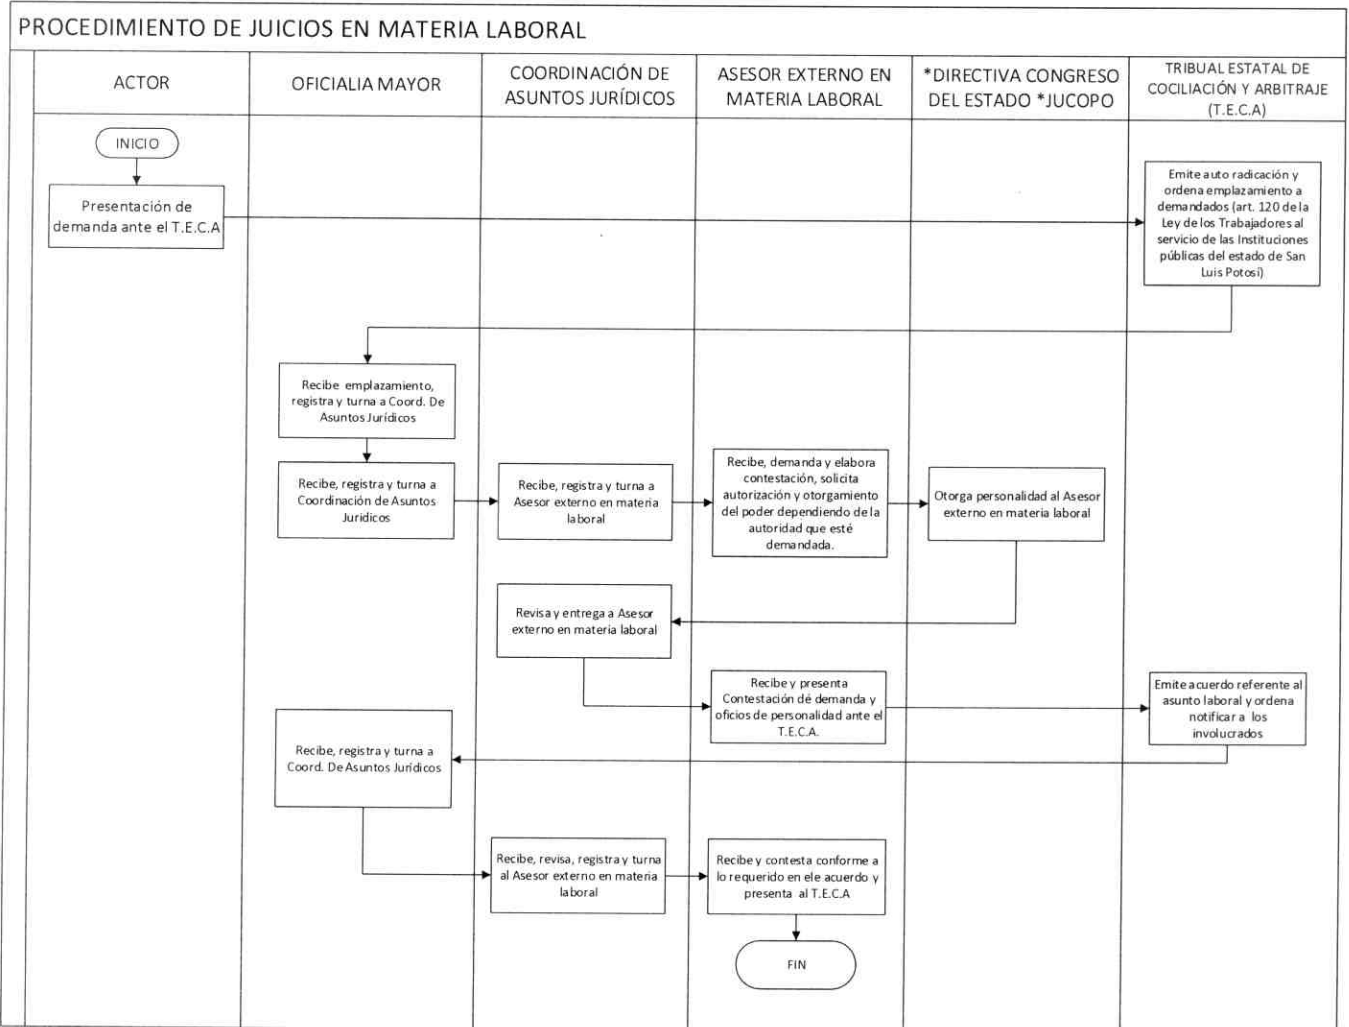 PROCEDIMIENTO DE JUICIOS EN MATERIA LABORAL
ACTOR
OFICIALIA MAYOR
COORDINACIÓN DE
ASUNTOS JURÍDICOS
ASESOR EXTERNO EN
MATERIA LABORAL
*DIRECTIVA CONGRESO
DEL ESTADO *JUCOPO
TRIBUAL ESTATAL DE
COCILIACIÓN Y ARBITRAJE
(T.E.C.A)
INICIO
Presentación de
demanda ante el T.E.C.A
Emite auto radicación y
ordena emplazamiento a
demandados (art. 120 de la
Ley de los Trabajadores al
servicio de las Instituciones
públicas del estado de San
Luis Potosí)
Recibe emplazamiento,
registra y turna a Coord. De
Asuntos Jurídicos
Recibe, registra y turna a
Coordinación de Asuntos
Juridicos
Recibe, registra y turna a
Asesor externo en materia
laboral
Recibe, demanda y elabora
contestación, solicita
autorización y otorgamiento
del poder dependiendo de la
autoridad que esté
demandada.
Otorga personalidad al Asesor
externo en materia laboral
Revisa y entrega a Asesor
externo en materia laboral
Recibe y presenta
Contestación dé demanda y
oficios de personalidad ante el
T.E.C.A.
Emite acuerdo referente al
asunto laboral y ordena
notificar a los
involucrados
Recibe, registra y turna a
Coord. De Asuntos Jurídicos
Recibe, revisa, registra y turna
al Asesor externo en materia
laboral
Recibe y contesta conforme a
lo requerido en ele acuerdo y
presenta al T.E.C.A
FIN